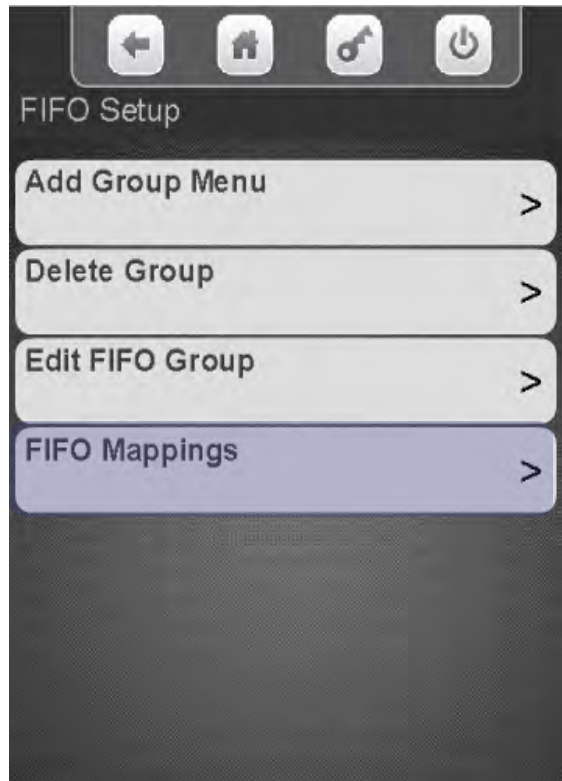 FIFO Setup
Add Group Menu
>
Delete Group
>
Edit FIFO Group
>
FIFO Mappings
>